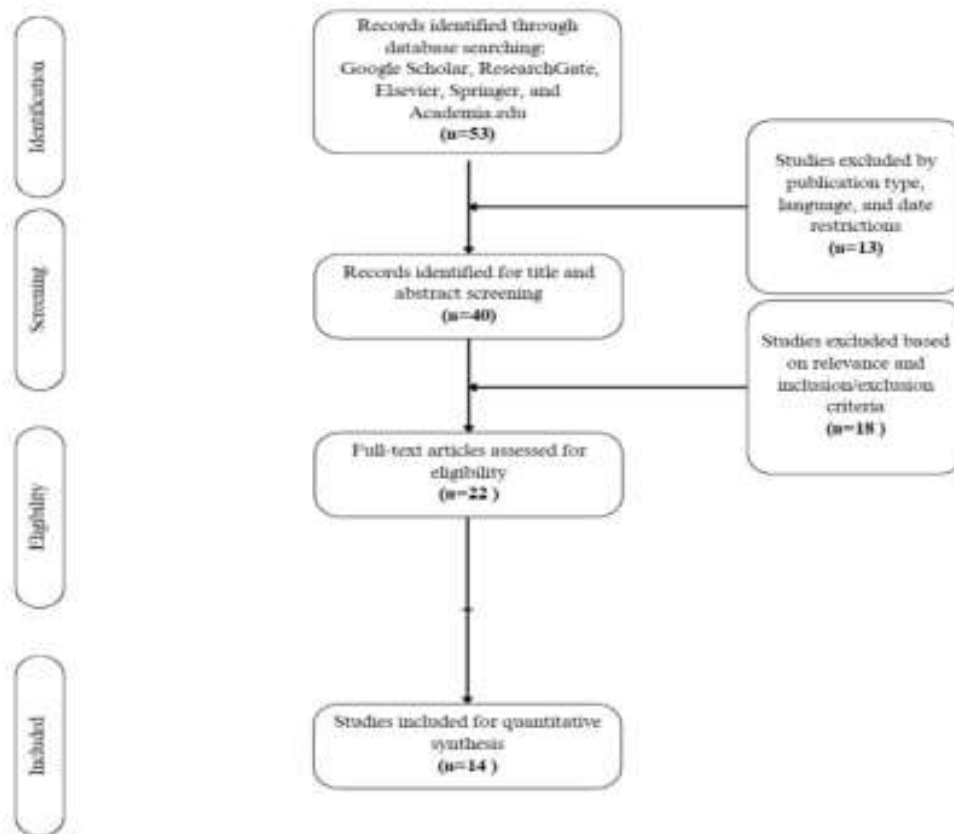 Identification
Records identified through
database searching:
Google Scholar, ResearchGate,
Elsevier, Springer, and
Academia.edu
(n=53)
Studies excluded by
publication type,
language, and date
restrictions
(n=13)
Screening
Records identified for title and
abstract screening
(n=40)
Studies excluded based
on relevance and
inclusion/exclusion
criteria
(n=18 )
Eligibility
Full-text articles assessed for
eligibility
(n=22 )
Included
Studies included for quantitative
synthesis
(n=14 )